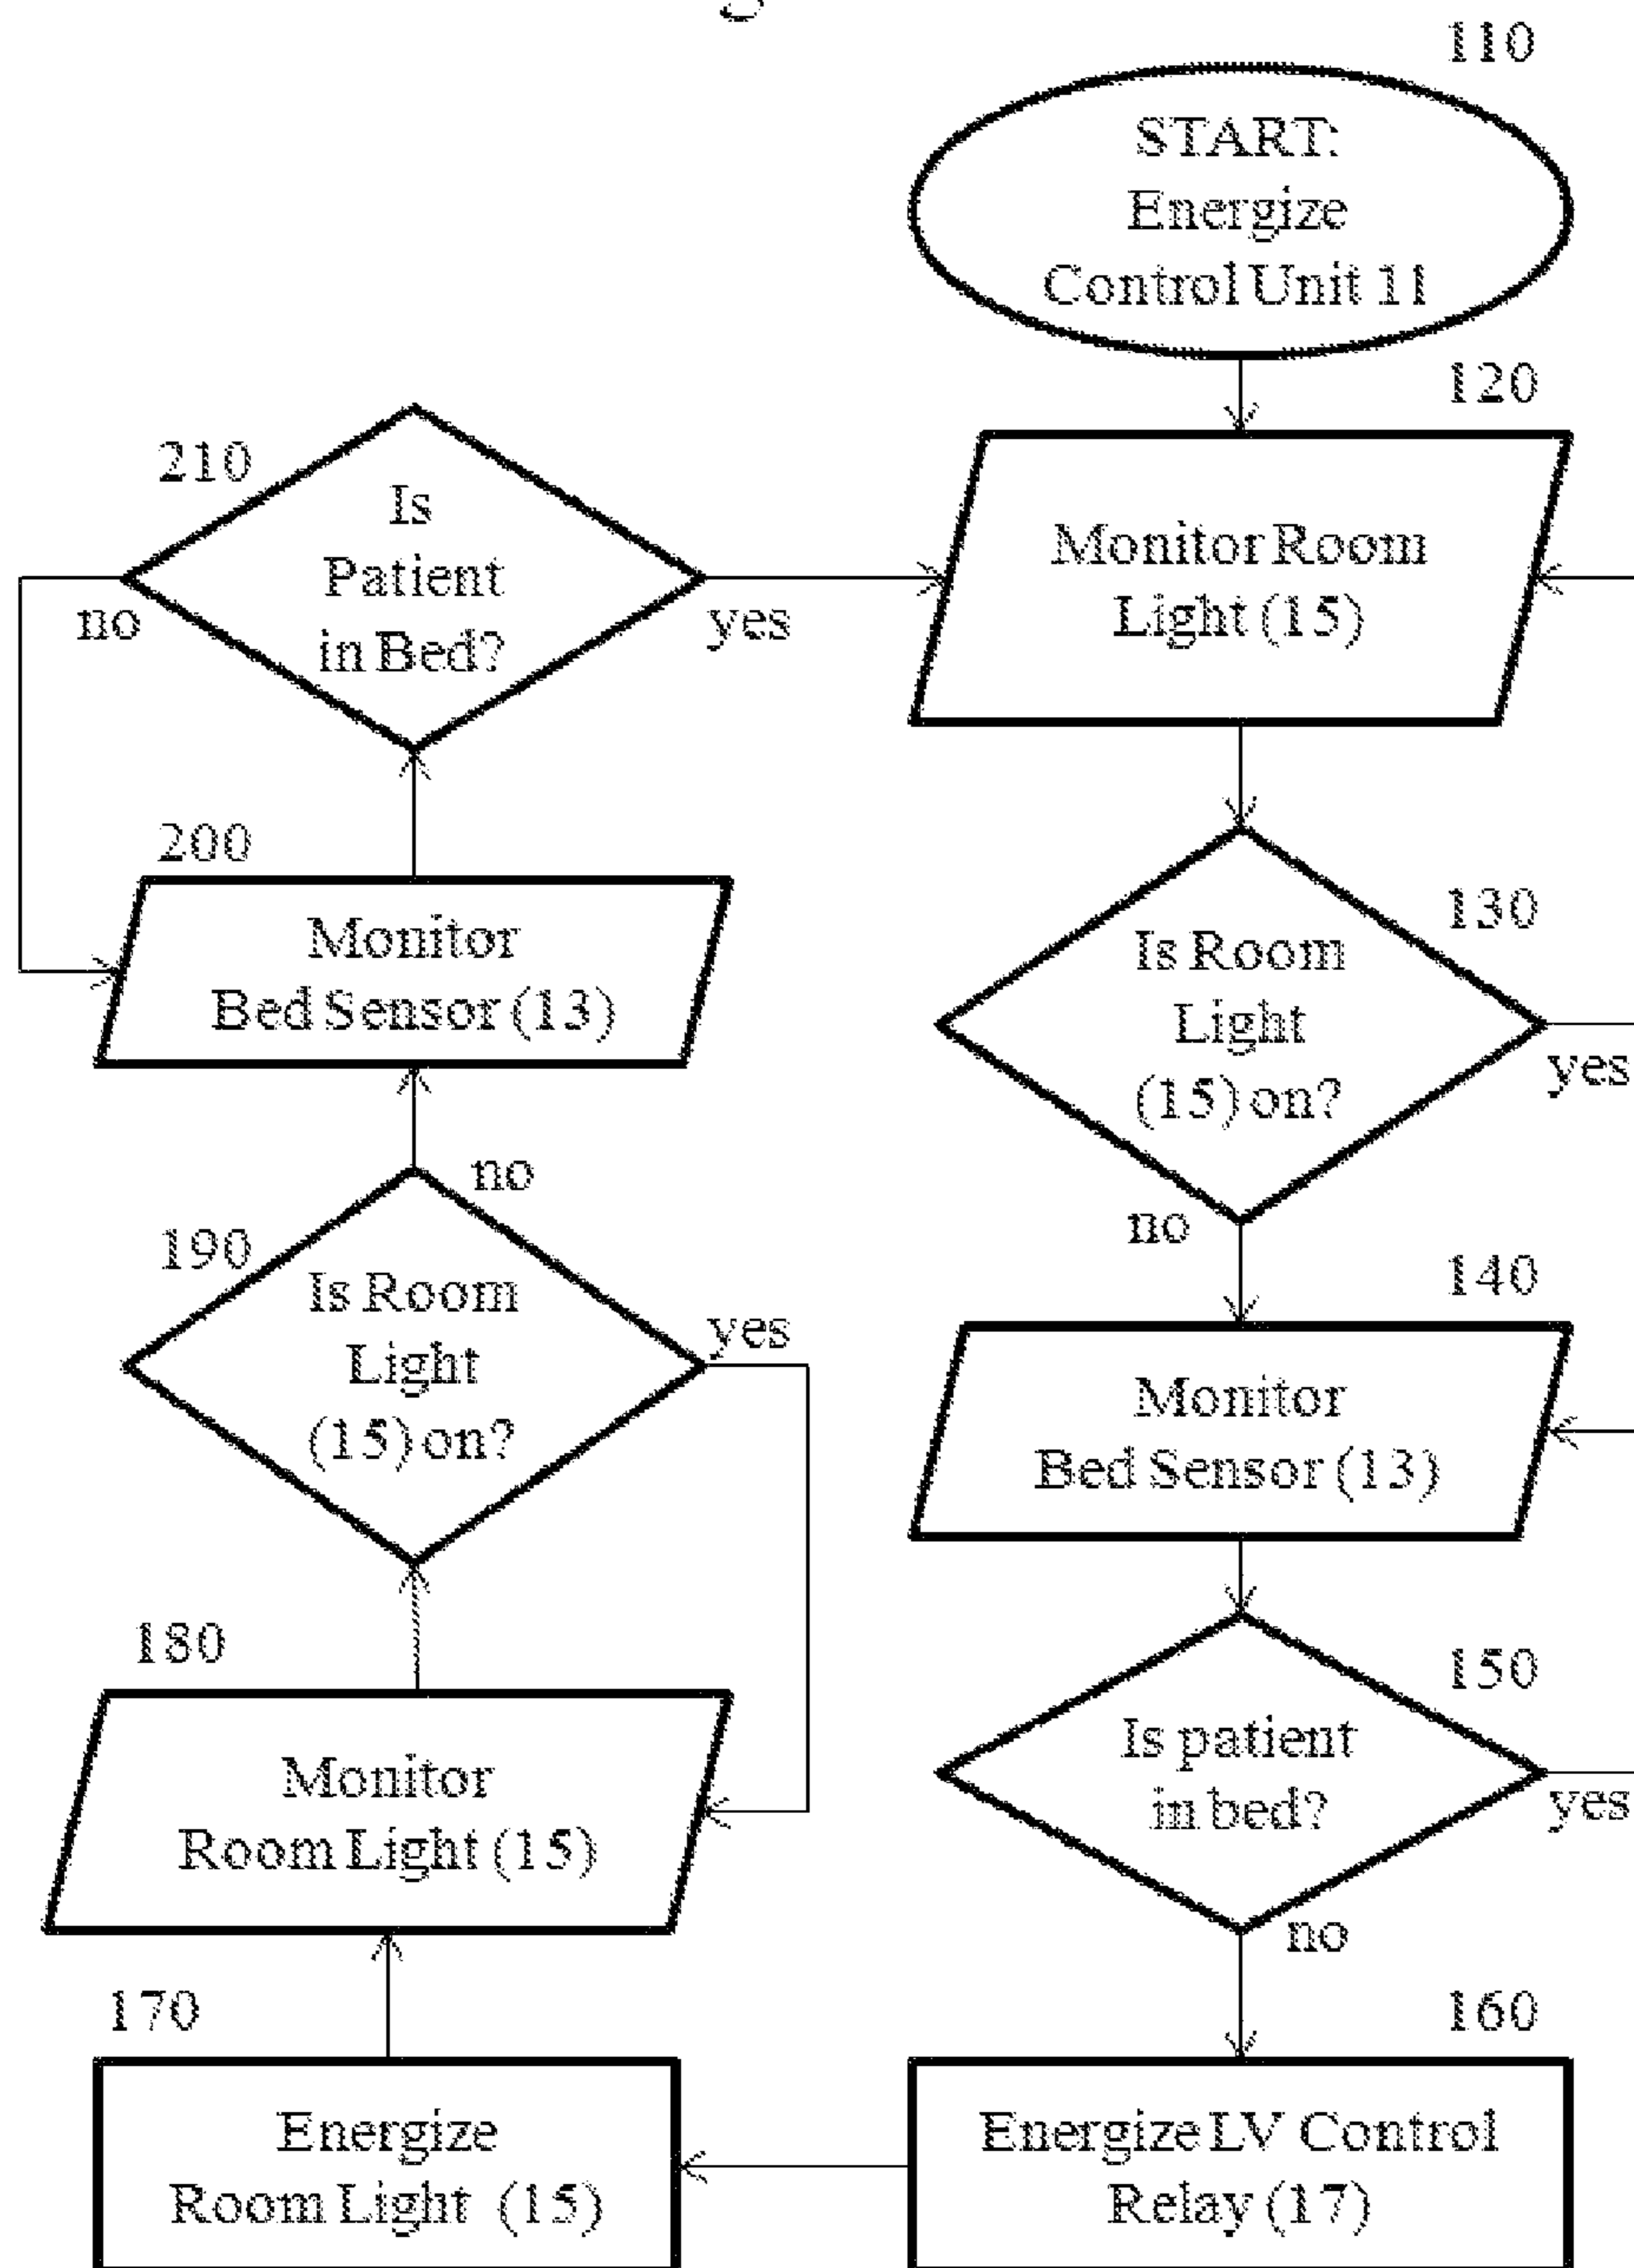 110
START:
Energize
Control Unit 11
120
Monitor Room
Light (15)
130
Is Room
Light
(15) on?
yes
no
140
Monitor
Bed Sensor (13)
150
Is patient
in bed?
yes
no
160
Energize LV Control
Relay (17)
170
Energize
Room Light (15)
180
Monitor
Room Light (15)
190
Is Room
Light
(15) on?
yes
no
200
Monitor
Bed Sensor (13)
210
Is
Patient
in Bed?
no
yes